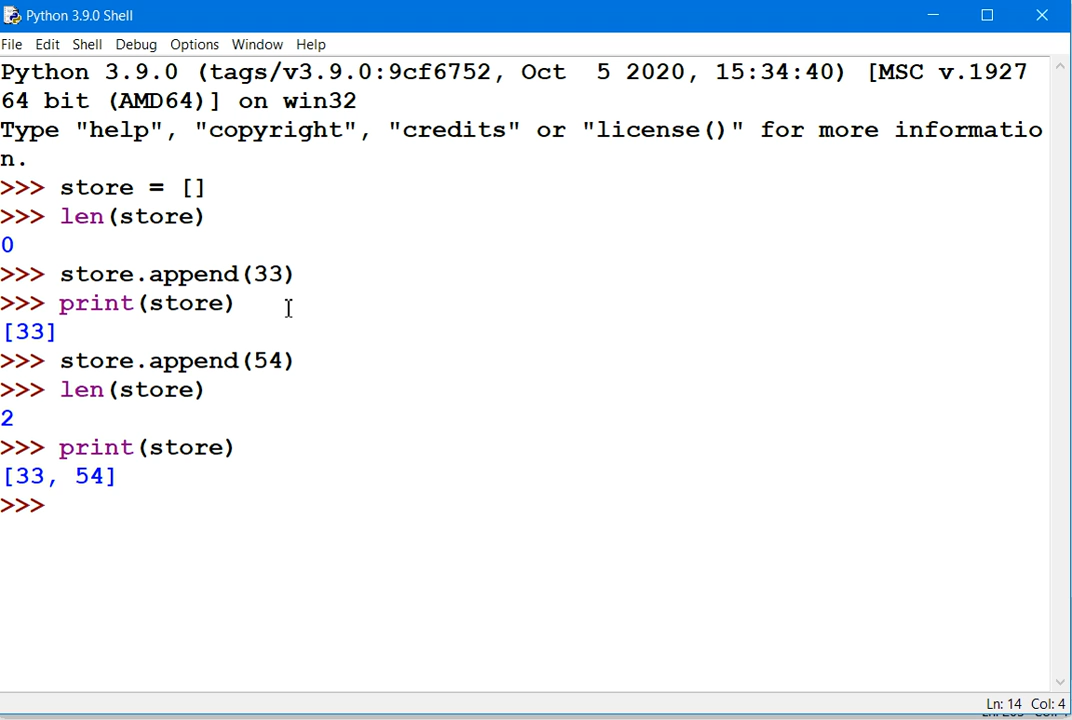 Python 3.9.0 Shell
File Edit Shell Debug Options Window Help
Python 3.9.0 (tags/v3.9.0:9cf6752, Oct  5 2020, 15:34:40) [MSC v.1927
64 bit (AMD64)] on win32
Type "help", "copyright", "credits" or "license()" for more informatio
n.
>>> store = []
>>> len(store)
0
>>> store.append(33)
>>> print(store)
[33]
>>> store.append(54)
>>> len(store)
2
>>> print(store)
[33, 54]
>>>
Ln: 14 Col: 4